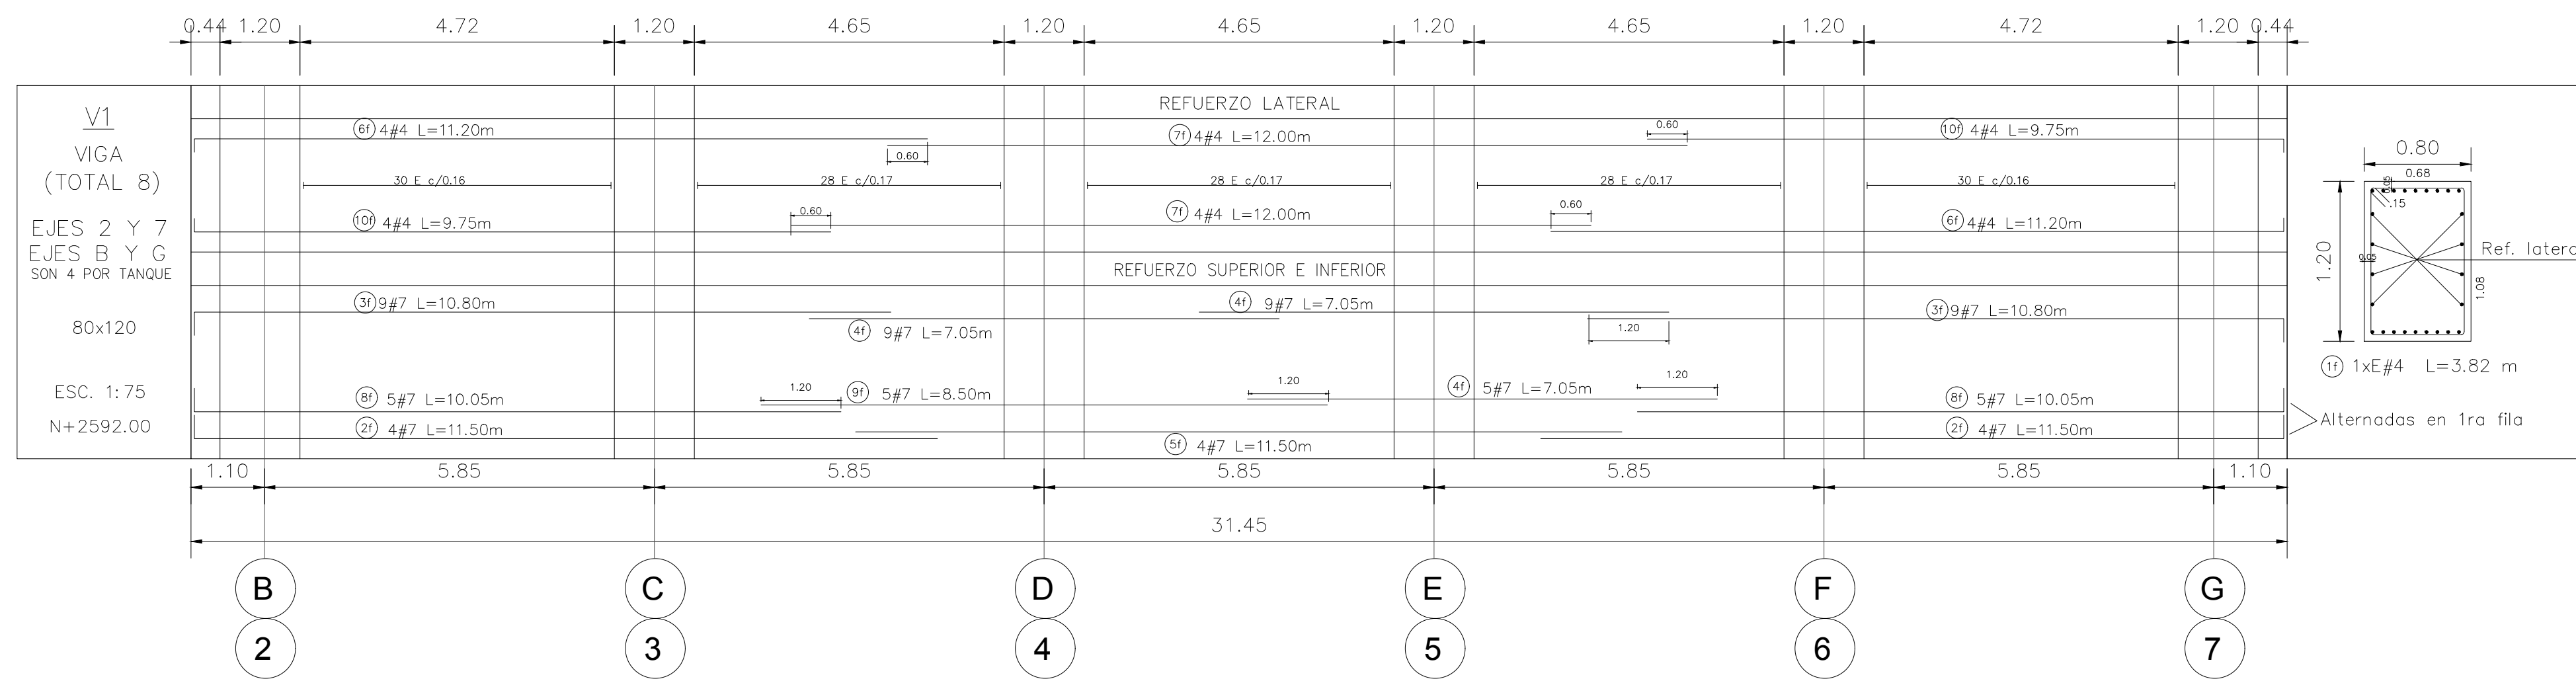 0.44 1.20 4.72 1.20 4.65 1.20 4.65 1.20 4.65 1.20 4.72 1.20 0.44
V1
VIGA
(TOTAL 8)
EJES 2 Y 7
EJES B Y G
SON 4 POR TANQUE
80x120
ESC. 1:75
N+2592.00
REFUERZO LATERAL
6f 4#4 L=11.20m
0.60
7f 4#4 L=12.00m
0.60
10f 4#4 L=9.75m
30 E c/0.16
28 E c/0.17
28 E c/0.17
28 E c/0.17
30 E c/0.16
10f 4#4 L=9.75m
0.60
7f 4#4 L=12.00m
0.60
6f 4#4 L=11.20m
REFUERZO SUPERIOR E INFERIOR
3f 9#7 L=10.80m
4f 9#7 L=7.05m
4f 9#7 L=7.05m
1.20
3f 9#7 L=10.80m
8f 5#7 L=10.05m
1.20
9f 5#7 L=8.50m
1.20
4f 5#7 L=7.05m
1.20
8f 5#7 L=10.05m
2f 4#7 L=11.50m
5f 4#7 L=11.50m
2f 4#7 L=11.50m
0.80
0.68
0.05
.15
1.20
0.05
1.08
Ref. latera
1f 1xE#4 L=3.82 m
Alternadas en 1ra fila
1.10 5.85 5.85 5.85 5.85 5.85 1.10
31.45
B C D E F G
2 3 4 5 6 7